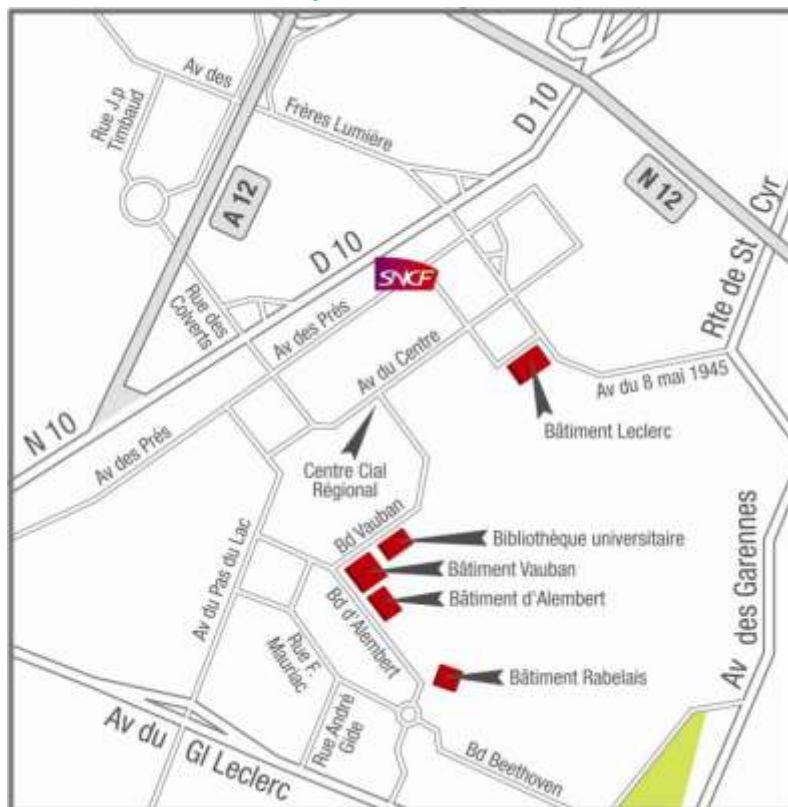 Av des
Frères Lumière
Rue J.p
Timbaud
D 10
A 12
N 12
Rte de St Cyr
D 10
SNCF
Rue des
Colverts
Av des Prés
Av du Centre
Av du 8 mai 1945
N 10
Av des Prés
Bâtiment Leclerc
Centre Cial
Régional
Bd Vauban
Bibliothèque universitaire
Bâtiment Vauban
Bâtiment d'Alembert
Av du Pas du Lac
Bd d'Alembert
Av des Garennes
Rue F.
Mauriac
Bâtiment Rabelais
Av du Gl Leclerc
Rue André
Gide
Bd Beethoven